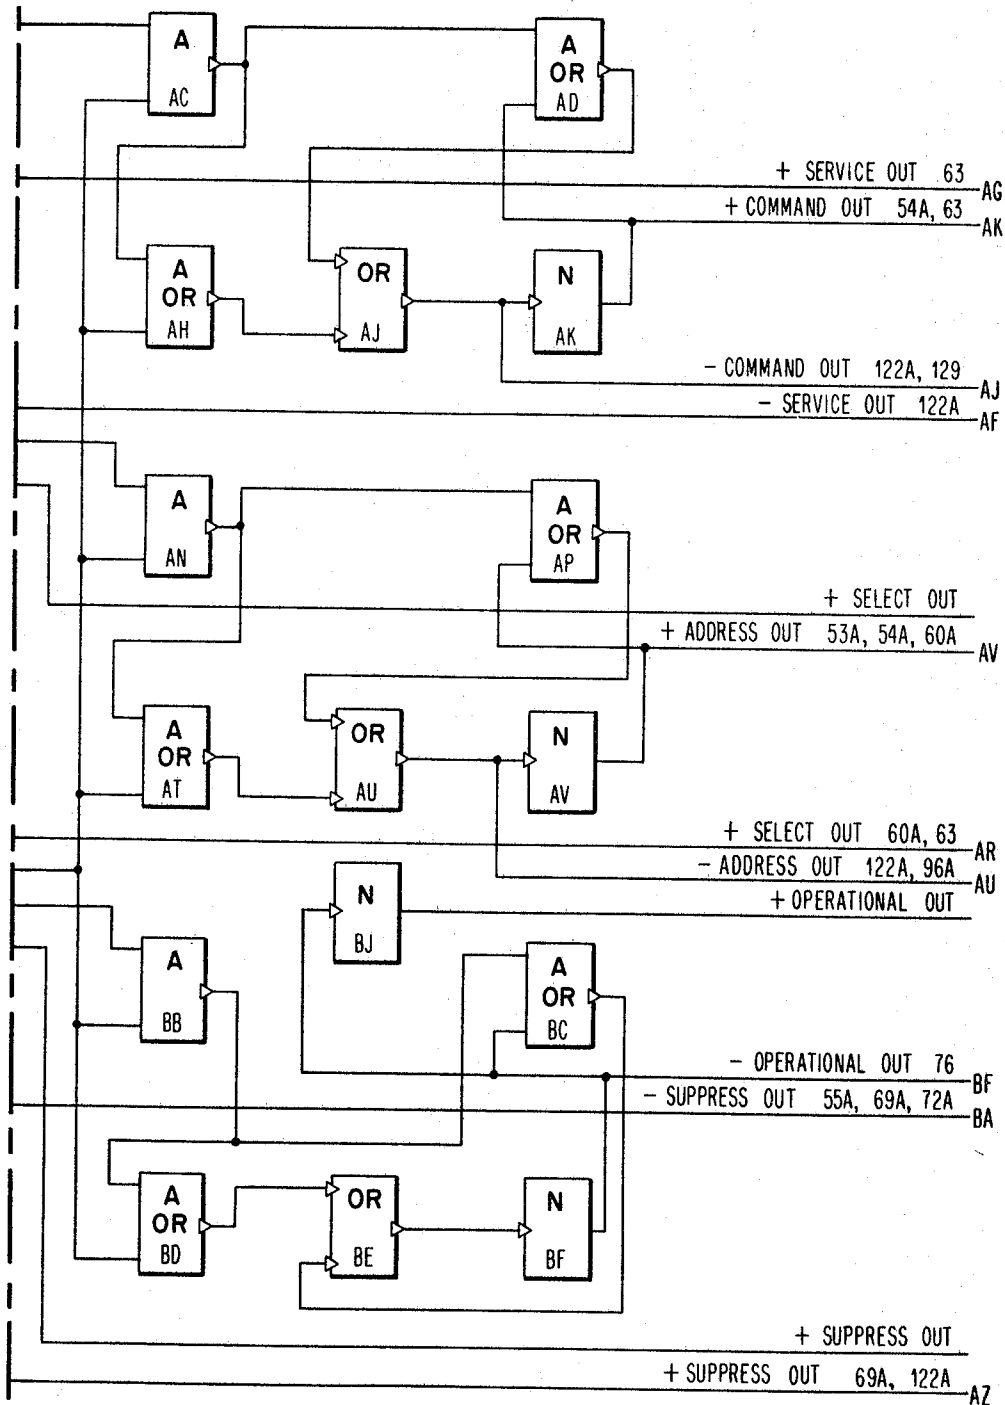 A
AC
A
OR
AD
+ SERVICE OUT 63
AG
+ COMMAND OUT 54A, 63
AK
A
OR
AH
OR
AJ
N
AK
- COMMAND OUT 122A, 129
AJ
- SERVICE OUT 122A
AF
A
AN
A
OR
AP
+ SELECT OUT
+ ADDRESS OUT 53A, 54A, 60A
AV
A
OR
AT
OR
AU
N
AV
+ SELECT OUT 60A, 63
AR
- ADDRESS OUT 122A, 96A
AU
+ OPERATIONAL OUT
N
BJ
A
BB
A
OR
BC
- OPERATIONAL OUT 76
BF
- SUPPRESS OUT 55A, 69A, 72A
BA
A
OR
BD
OR
BE
N
BF
+ SUPPRESS OUT
+ SUPPRESS OUT 69A, 122A
AZ